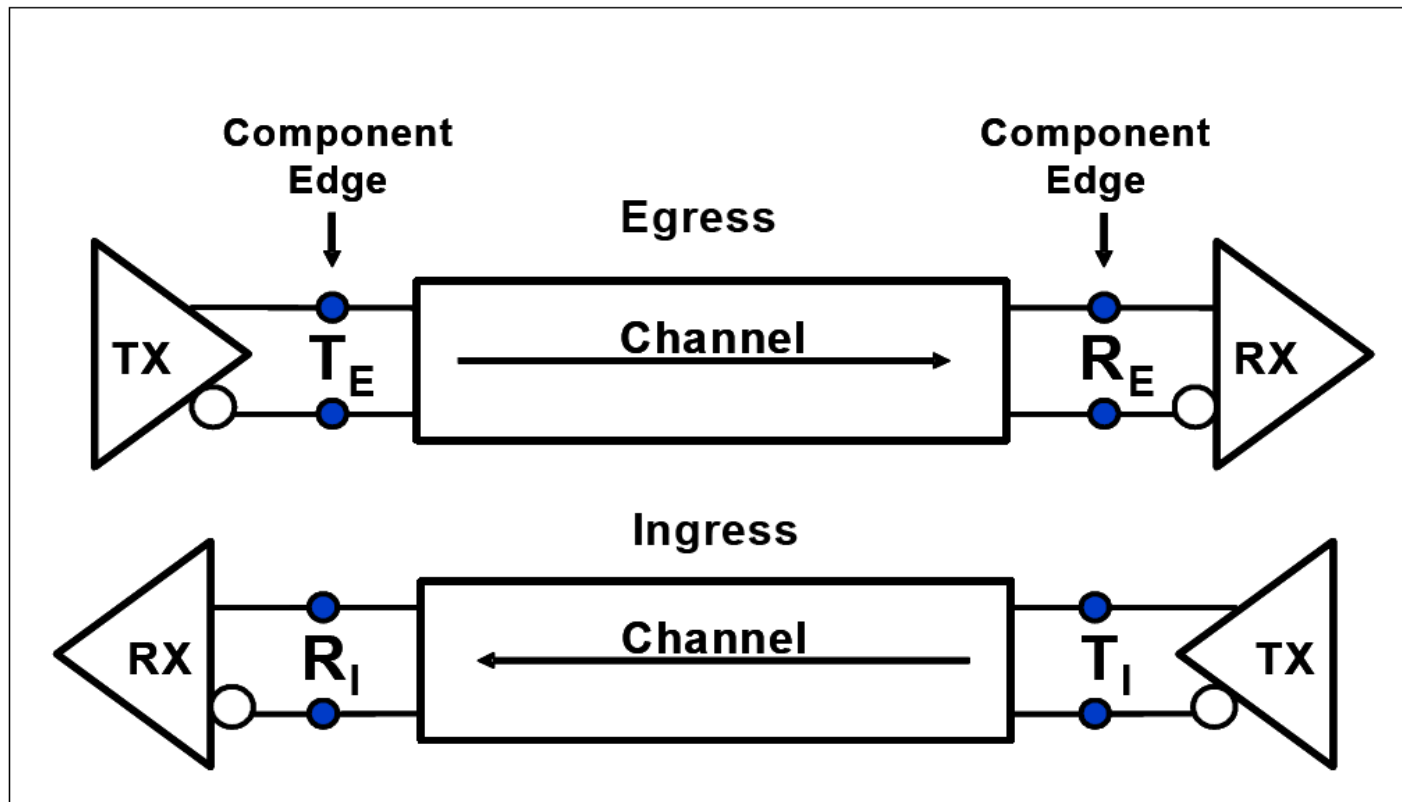 Component
Edge
Component
Edge
Egress
TX
T_E
Channel
R_E
RX
Ingress
RX
R_I
Channel
T_I
TX